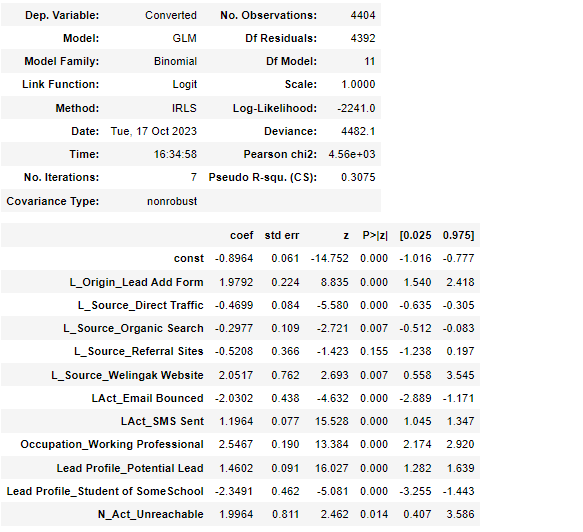 Dep. Variable: Converted No. Observations: 4404
Model: GLM Df Residuals: 4392
Model Family: Binomial Df Model: 11
Link Function: Logit Scale: 1.0000
Method: IRLS Log-Likelihood: -2241.0
Date: Tue, 17 Oct 2023 Deviance: 4482.1
Time: 16:34:58 Pearson chi2: 4.56e+03
No. Iterations: 7 Pseudo R-squ. (CS): 0.3075
Covariance Type: nonrobust
coef std err z P>|z| [0.025 0.975]
const -0.8964 0.061 -14.752 0.000 -1.016 -0.777
L_Origin_Lead Add Form 1.9792 0.224 8.835 0.000 1.540 2.418
L_Source_Direct Traffic -0.4699 0.084 -5.580 0.000 -0.635 -0.305
L_Source_Organic Search -0.2977 0.109 -2.721 0.007 -0.512 -0.083
L_Source_Referral Sites -0.5208 0.366 -1.423 0.155 -1.238 0.197
L_Source_Welingak Website 2.0517 0.762 2.693 0.007 0.558 3.545
LAct_Email Bounced -2.0302 0.438 -4.632 0.000 -2.889 -1.171
LAct_SMS Sent 1.1964 0.077 15.528 0.000 1.045 1.347
Occupation_Working Professional 2.5467 0.190 13.384 0.000 2.174 2.920
Lead Profile_Potential Lead 1.4602 0.091 16.027 0.000 1.282 1.639
Lead Profile_Student of SomeSchool -2.3491 0.462 -5.081 0.000 -3.255 -1.443
N_Act_Unreachable 1.9964 0.811 2.462 0.014 0.407 3.586